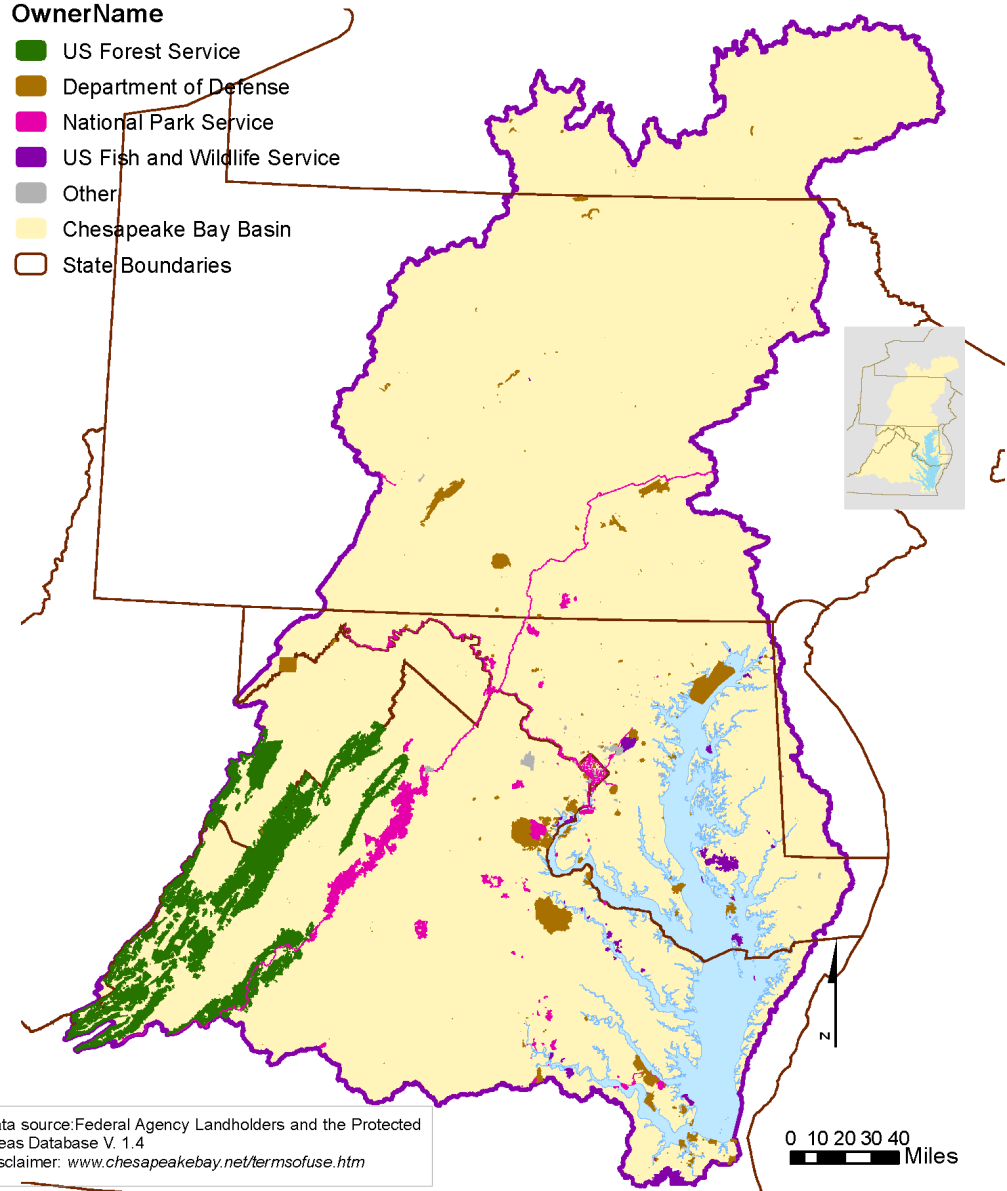 OwnerName
US Forest Service
Department of Defense
National Park Service
US Fish and Wildlife Service
Other
Chesapeake Bay Basin
State Boundaries
N
0 10 20 30 40
Miles
ata source:Federal Agency Landholders and the Protected
eas Database V. 1.4
sclaimer: www.chesapeakebay.net/termsofuse.htm